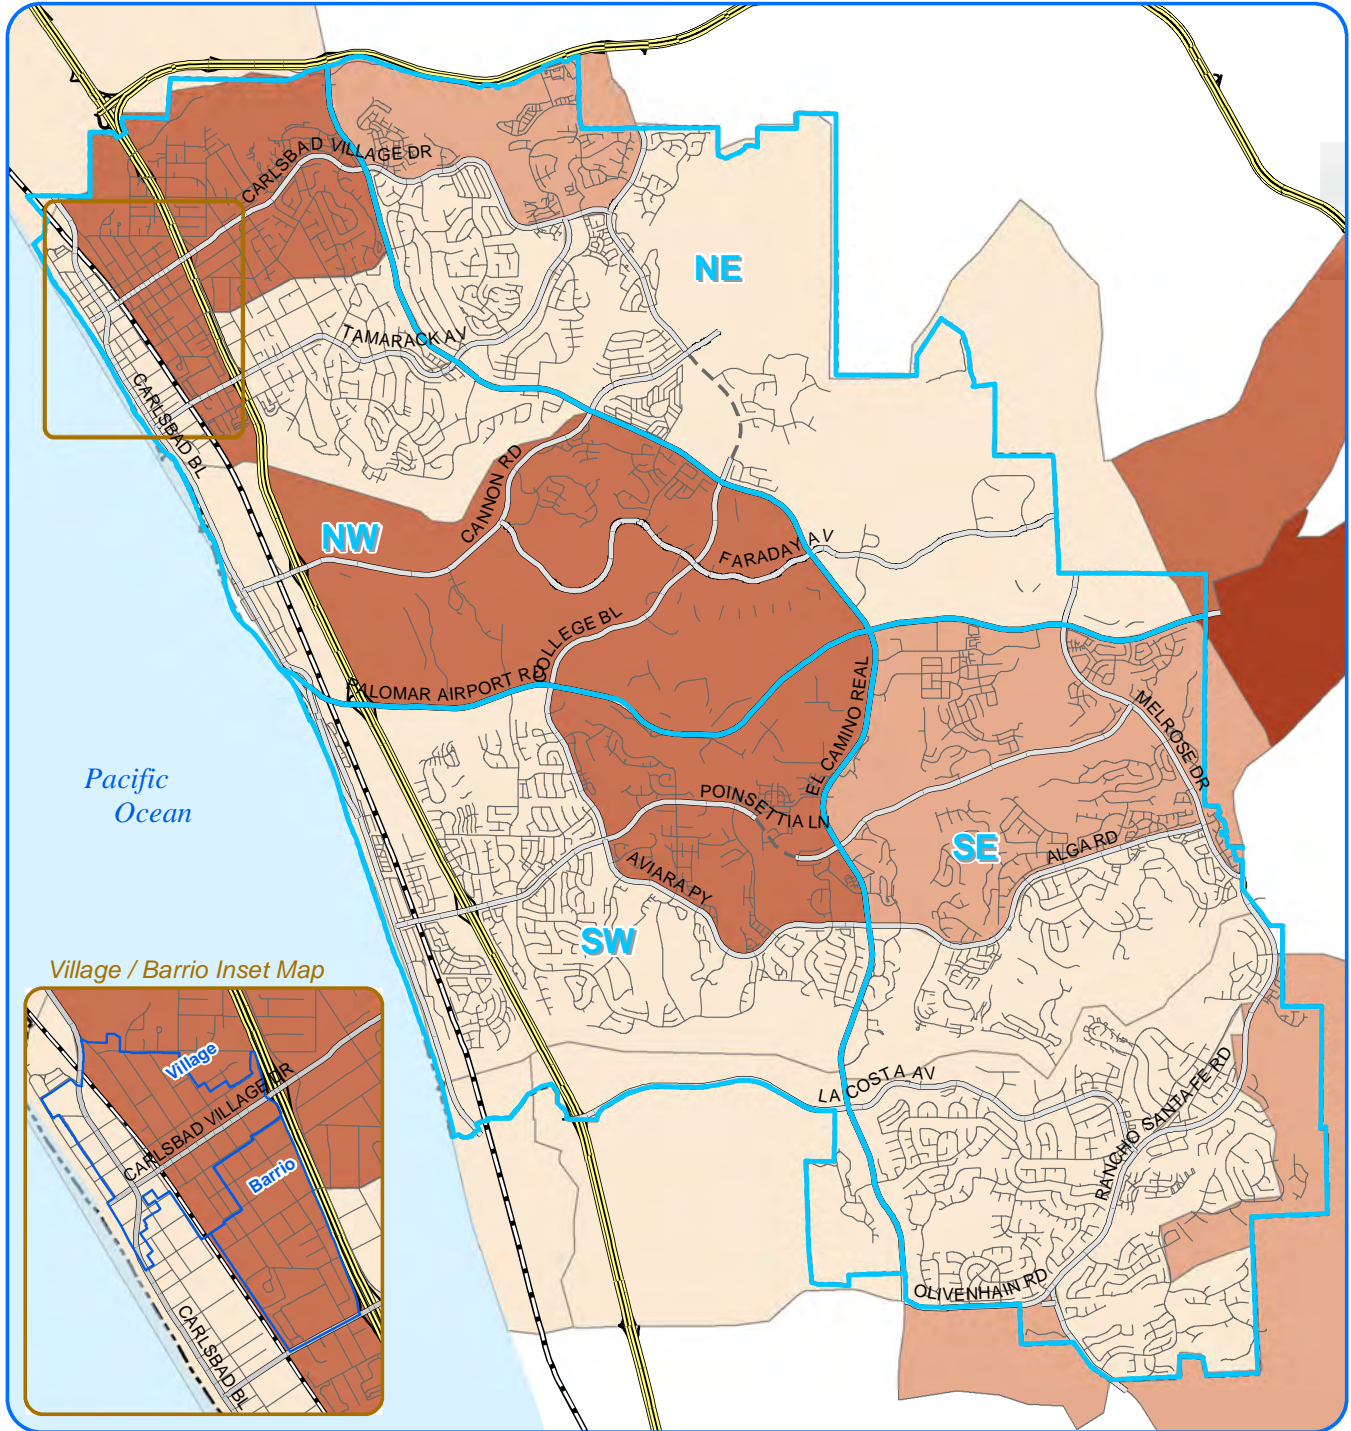 CARLSBAD VILLAGE DR
NE
TAMARACK AV
CARLSBAD BL
CANNON RD
NW
FARADAY AV
COLLEGE BL
PALOMAR AIRPORT RD
EL CAMINO REAL
MELROSE DR
Pacific
Ocean
POINSETTIA LN
SE
ALGA RD
AVIARA PY
SW
Village / Barrio Inset Map
Village
CARLSBAD VILLAGE DR
Barrio
CARLSBAD BL
LA COSTA AV
RANCHO SANTA FE RD
OLIVENHAIN RD